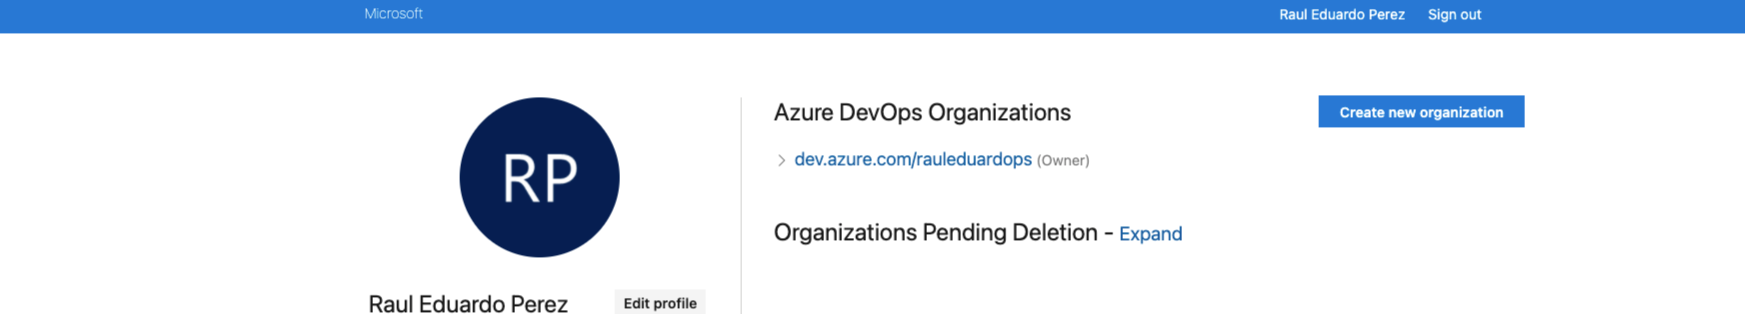 Microsoft
Raul Eduardo Perez Sign out
RP
Raul Eduardo Perez
Edit profile
Azure DevOps Organizations
Create new organization
dev.azure.com/rauleduardops (Owner)
Organizations Pending Deletion - Expand